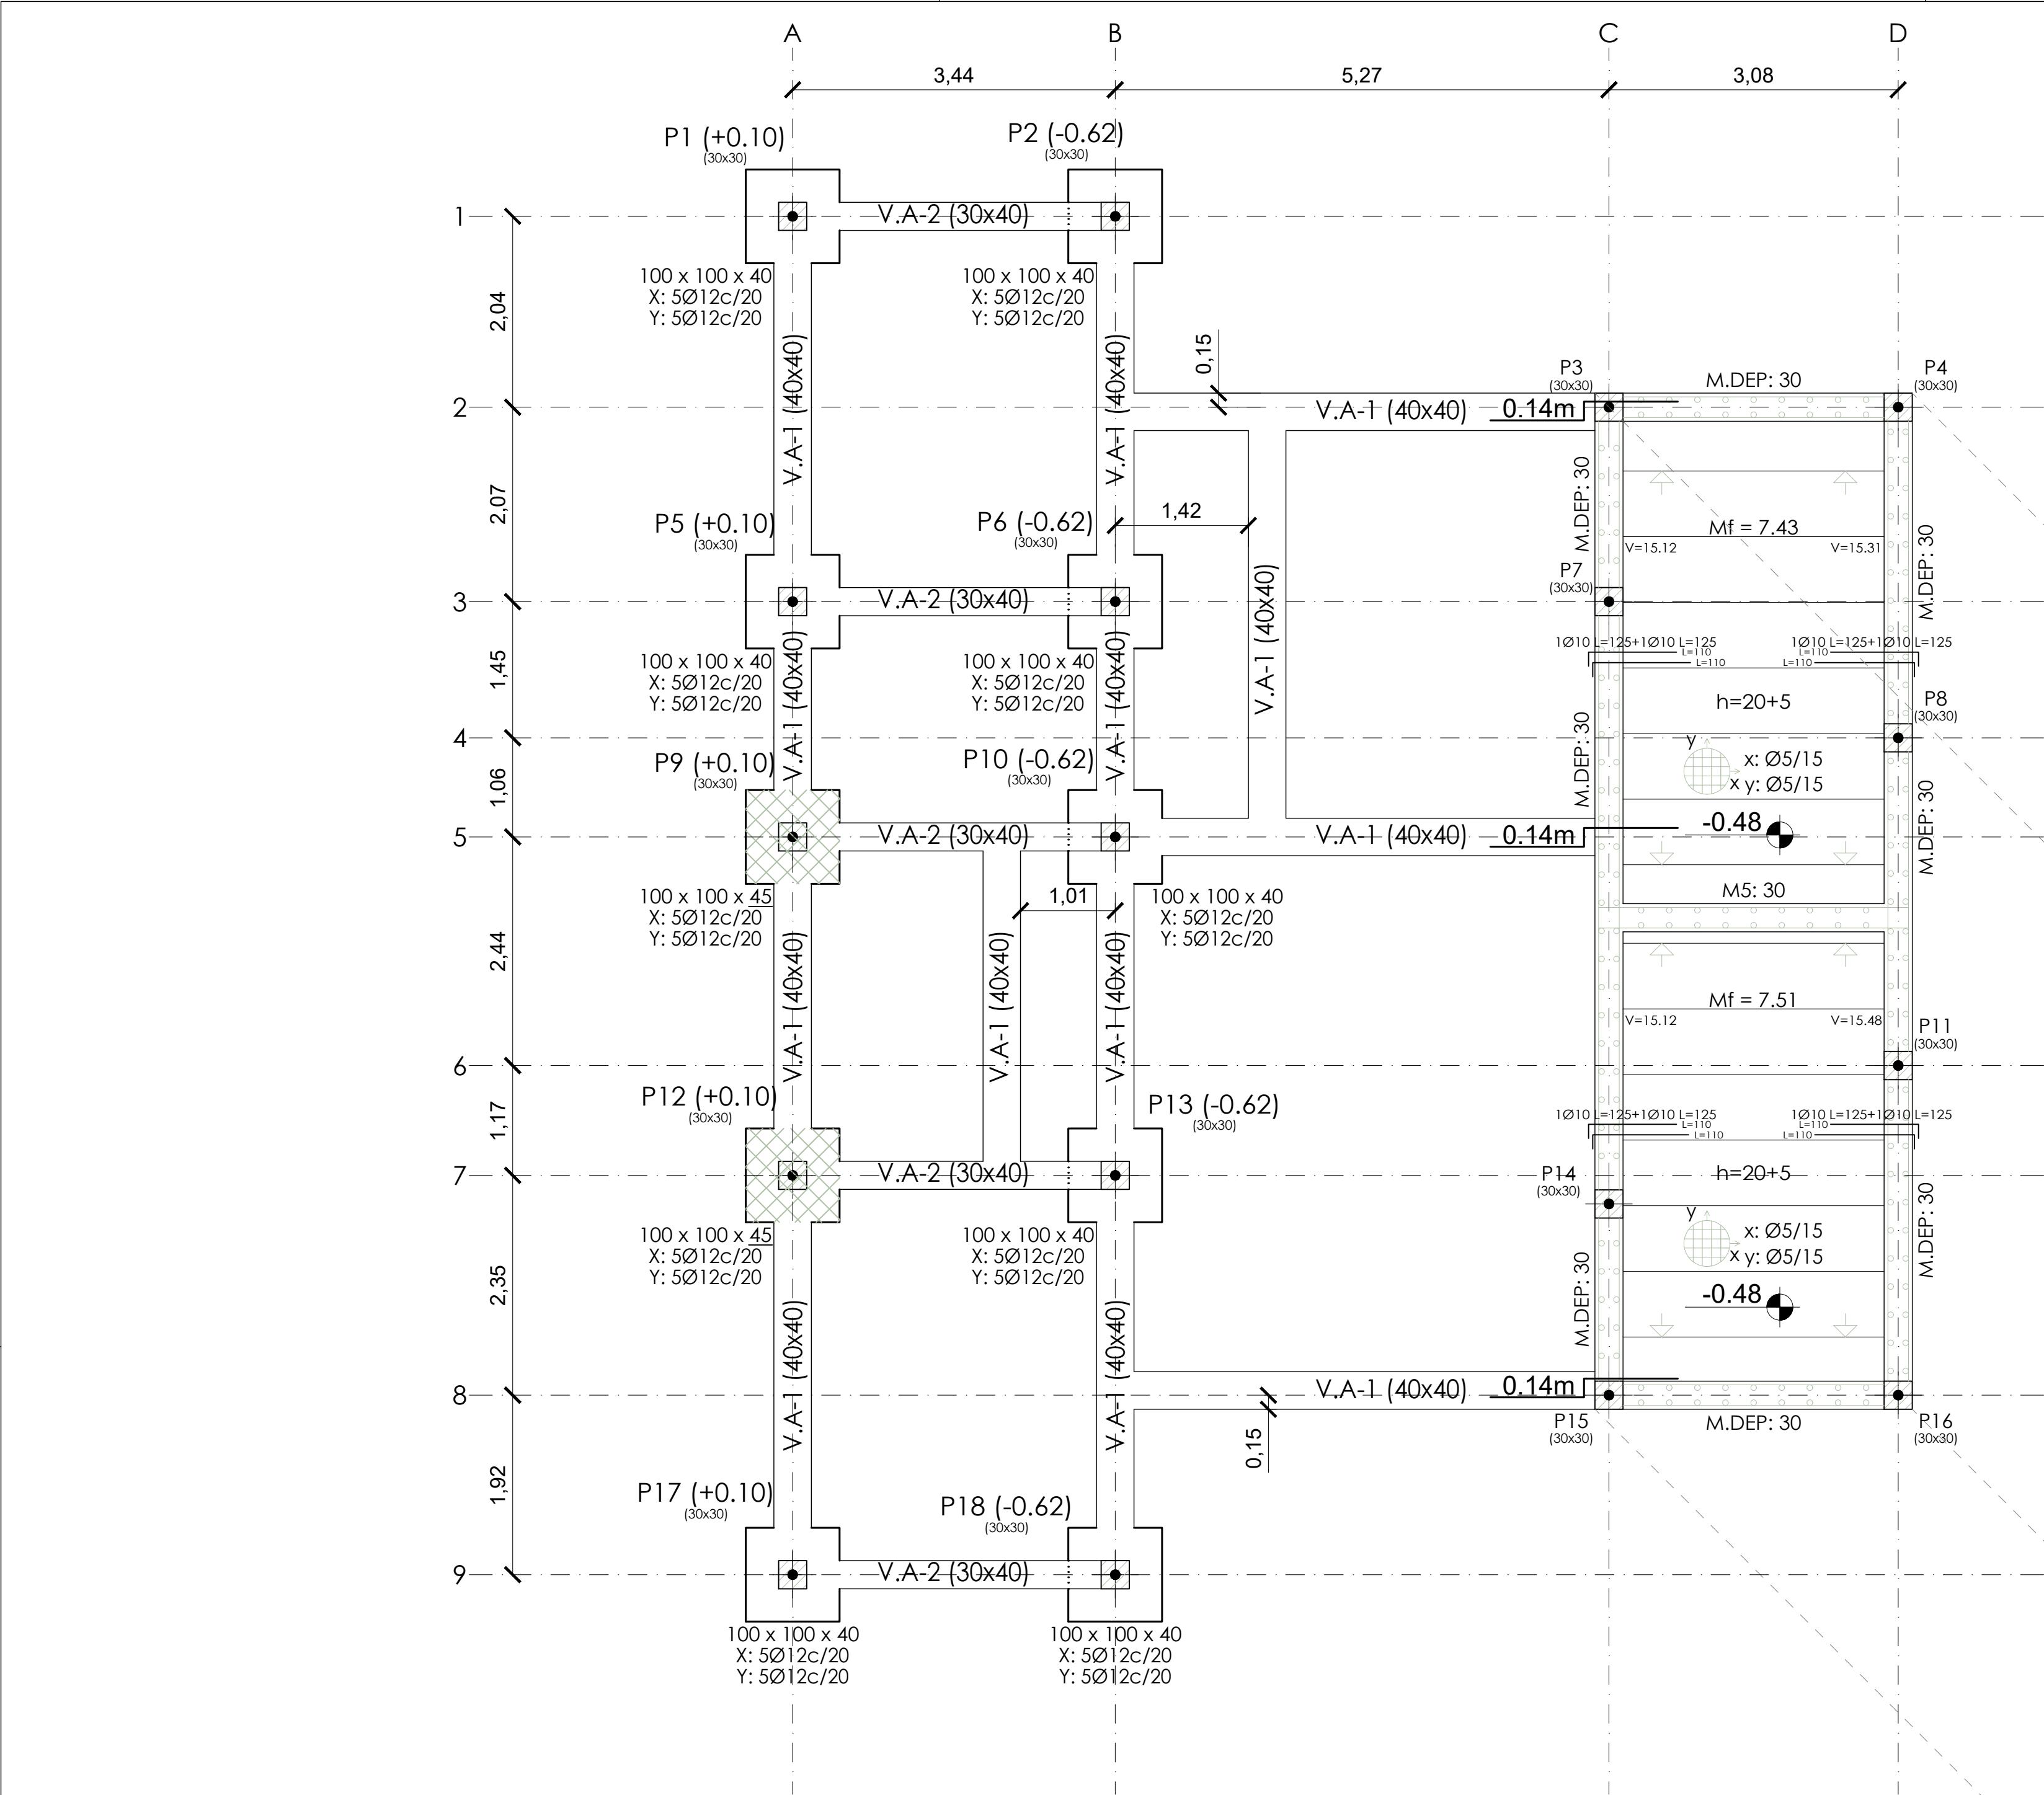 A
B
C
D
3,44
5,27
3,08
P1 (+0.10)
(30x30)
P2 (-0.62)
(30x30)
1
V.A-2 (30x40)
100 x 100 x 40
X: 5Ø12c/20
Y: 5Ø12c/20
100 x 100 x 40
X: 5Ø12c/20
Y: 5Ø12c/20
2,04
V.A-1 (40x40)
V.A-1 (40x40)
0,15
P3
(30x30)
M.DEP: 30
P4
(30x30)
2
V.A-1 (40x40)
0.14m
2,07
M.DEP: 30
P5 (+0.10)
(30x30)
P6 (-0.62)
(30x30)
1,42
Mf = 7.43
V=15.12
V=15.31
M.DEP: 30
P7
(30x30)
3
V.A-2 (30x40)
V.A-1 (40x40)
1Ø10 L=125+1Ø10 L=125
L=110
L=110
1Ø10 L=125+1Ø10 L=125
L=110
L=110
100 x 100 x 40
X: 5Ø12c/20
Y: 5Ø12c/20
100 x 100 x 40
X: 5Ø12c/20
Y: 5Ø12c/20
1,45
V.A-1 (40x40)
V.A-1 (40x40)
h=20+5
P8
(30x30)
4
M.DEP: 30
P9 (+0.10)
(30x30)
P10 (-0.62)
(30x30)
1,06
y
x
x: Ø5/15
y: Ø5/15
M.DEP: 30
-0.48
5
V.A-2 (30x40)
V.A-1 (40x40)
0.14m
M5: 30
100 x 100 x 45
X: 5Ø12c/20
Y: 5Ø12c/20
1,01
100 x 100 x 40
X: 5Ø12c/20
Y: 5Ø12c/20
2,44
V.A-1 (40x40)
V.A-1 (40x40)
V.A-1 (40x40)
Mf = 7.51
V=15.12
V=15.48
P11
(30x30)
6
P12 (+0.10)
(30x30)
P13 (-0.62)
(30x30)
1,17
1Ø10 L=125+1Ø10 L=125
L=110
L=110
1Ø10 L=125+1Ø10 L=125
L=110
L=110
7
V.A-2 (30x40)
P14
(30x30)
h=20+5
M.DEP: 30
100 x 100 x 45
X: 5Ø12c/20
Y: 5Ø12c/20
100 x 100 x 40
X: 5Ø12c/20
Y: 5Ø12c/20
y
x
x: Ø5/15
y: Ø5/15
2,35
M.DEP: 30
-0.48
V.A-1 (40x40)
V.A-1 (40x40)
8
V.A-1 (40x40)
0.14m
P15
(30x30)
M.DEP: 30
P16
(30x30)
0,15
1,92
P17 (+0.10)
(30x30)
P18 (-0.62)
(30x30)
9
V.A-2 (30x40)
100 x 100 x 40
X: 5Ø12c/20
Y: 5Ø12c/20
100 x 100 x 40
X: 5Ø12c/20
Y: 5Ø12c/20